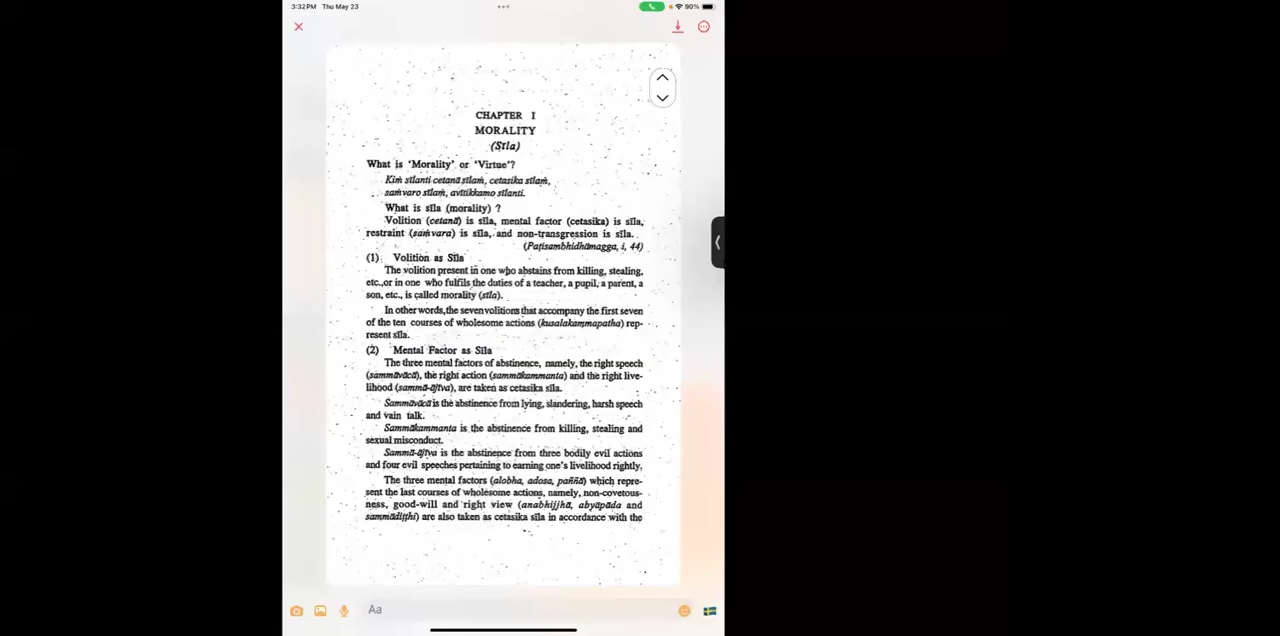 3:32PM Thu May 23
90%
CHAPTER I
MORALITY
(Sīla)
What is ‘Morality’ or ‘Virtue’?
Kiṁ sīlanti cetanā sīlaṁ, cetasika sīlaṁ,
saṁvaro sīlaṁ, avītikkamo sīlanti.
What is sīla (morality) ?
Volition (cetanā) is sīla, mental factor (cetasika) is sīla,
restraint (saṁvara) is sīla, and non-transgression is sīla.
(Paṭisambhidhāmagga, i, 44)
(1) Volition as Sīla
The volition present in one who abstains from killing, stealing,
etc.,or in one who fulfils the duties of a teacher, a pupil, a parent, a
son, etc., is called morality (sīla).
In other words,the seven volitions that accompany the first seven
of the ten courses of wholesome actions (kusalakammapatha) rep-
resent sīla.
(2) Mental Factor as Sīla
The three mental factors of abstinence, namely, the right speech
(sammāvācā), the right action (sammākammanta) and the right live-
lihood (sammā-ājīva), are taken as cetasika sīla.
Sammāvācā is the abstinence from lying, slandering, harsh speech
and vain talk.
Sammākammanta is the abstinence from killing, stealing and
sexual misconduct.
Sammā-ājīva is the abstinence from three bodily evil actions
and four evil speeches pertaining to earning one's livelihood rightly.
The three mental factors (alobha, adosa, paññā) which repre-
sent the last courses of wholesome actions, namely, non-covetous-
ness, good-will and right view (anabhijjhā, abyāpāda and
sammādiṭṭhi) are also taken as cetasika sīla in accordance with the
Aa